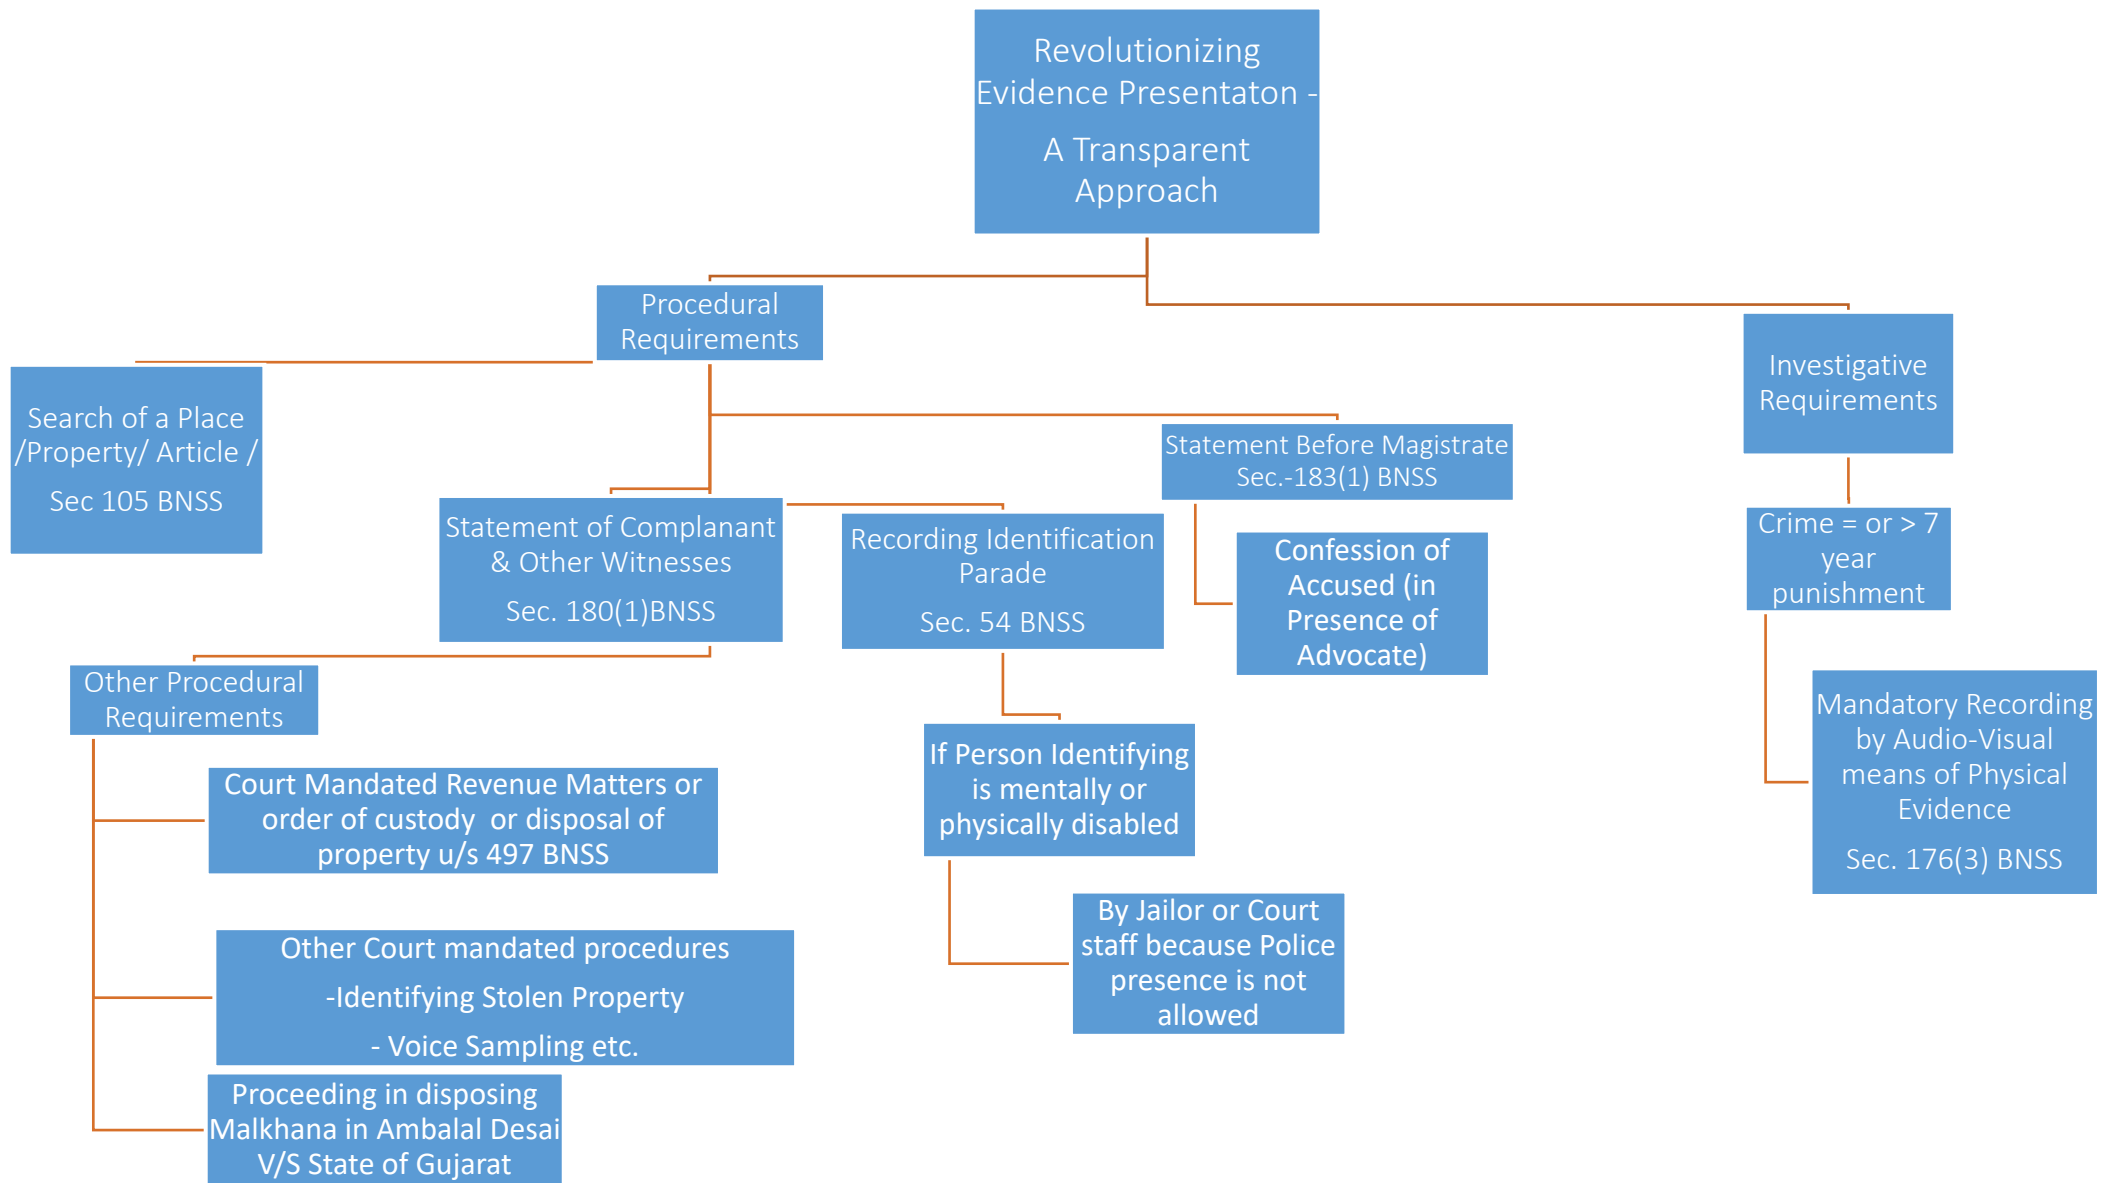 Revolutionizing
Evidence Presentaton -
A Transparent
Approach
Procedural
Requirements
Investigative
Requirements
Search of a Place
/Property/ Article /
Sec 105 BNSS
Statement of Complanant
& Other Witnesses
Sec. 180(1)BNSS
Recording Identification
Parade
Sec. 54 BNSS
Statement Before Magistrate
Sec.-183(1) BNSS
Confession of
Accused (in
Presence of
Advocate)
Crime = or > 7
year
punishment
Mandatory Recording
by Audio-Visual
means of Physical
Evidence
Sec. 176(3) BNSS
Other Procedural
Requirements
Court Mandated Revenue Matters or
order of custody or disposal of
property u/s 497 BNSS
Other Court mandated procedures
-Identifying Stolen Property
- Voice Sampling etc.
Proceeding in disposing
Malkhana in Ambalal Desai
V/S State of Gujarat
If Person Identifying
is mentally or
physically disabled
By Jailor or Court
staff because Police
presence is not
allowed